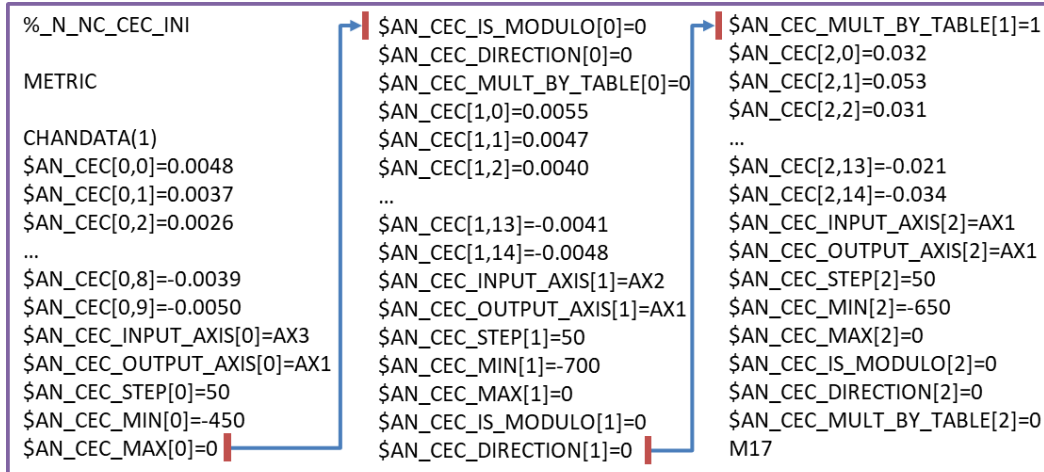 %_N_NC_CEC_INI
METRIC
CHANDATA(1)
$AN_CEC[0,0]=0.0048
$AN_CEC[0,1]=0.0037
$AN_CEC[0,2]=0.0026
...
$AN_CEC[0,8]=-0.0039
$AN_CEC[0,9]=-0.0050
$AN_CEC_INPUT_AXIS[0]=AX3
$AN_CEC_OUTPUT_AXIS[0]=AX1
$AN_CEC_STEP[0]=50
$AN_CEC_MIN[0]=-450
$AN_CEC_MAX[0]=0
$AN_CEC_IS_MODULO[0]=0
$AN_CEC_DIRECTION[0]=0
$AN_CEC_MULT_BY_TABLE[0]=0
$AN_CEC[1,0]=0.0055
$AN_CEC[1,1]=0.0047
$AN_CEC[1,2]=0.0040
...
$AN_CEC[1,13]=-0.0041
$AN_CEC[1,14]=-0.0048
$AN_CEC_INPUT_AXIS[1]=AX2
$AN_CEC_OUTPUT_AXIS[1]=AX1
$AN_CEC_STEP[1]=50
$AN_CEC_MIN[1]=-700
$AN_CEC_MAX[1]=0
$AN_CEC_IS_MODULO[1]=0
$AN_CEC_DIRECTION[1]=0
$AN_CEC_MULT_BY_TABLE[1]=1
$AN_CEC[2,0]=0.032
$AN_CEC[2,1]=0.053
$AN_CEC[2,2]=0.031
...
$AN_CEC[2,13]=-0.021
$AN_CEC[2,14]=-0.034
$AN_CEC_INPUT_AXIS[2]=AX1
$AN_CEC_OUTPUT_AXIS[2]=AX1
$AN_CEC_STEP[2]=50
$AN_CEC_MIN[2]=-650
$AN_CEC_MAX[2]=0
$AN_CEC_IS_MODULO[2]=0
$AN_CEC_DIRECTION[2]=0
$AN_CEC_MULT_BY_TABLE[2]=0
M17